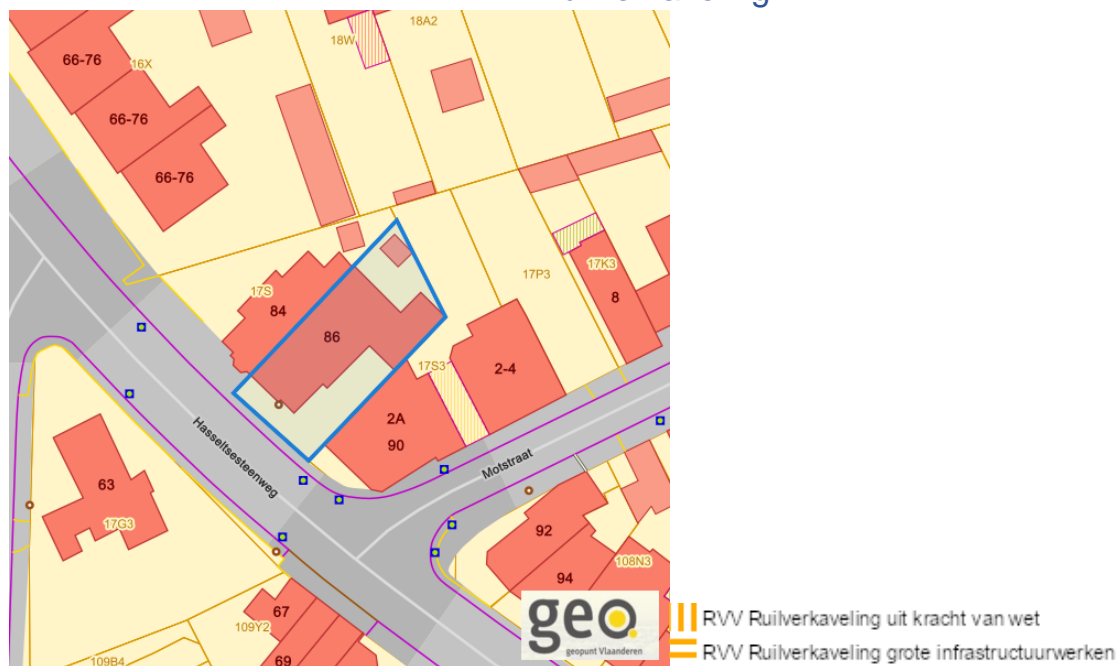 18A2
18W
66-76
16X
66-76
66-76
17P3
17K3
17S
84
8
86
17S3
2-4
2A
90
Hasseltsesteenweg
Motstraat
63
17G3
92
108N3
94
67
109Y2
69
109B4
geo
geopunt Vlaanderen
RVV Ruilverkaveling uit kracht van wet
RVV Ruilverkaveling grote infrastructuurwerken